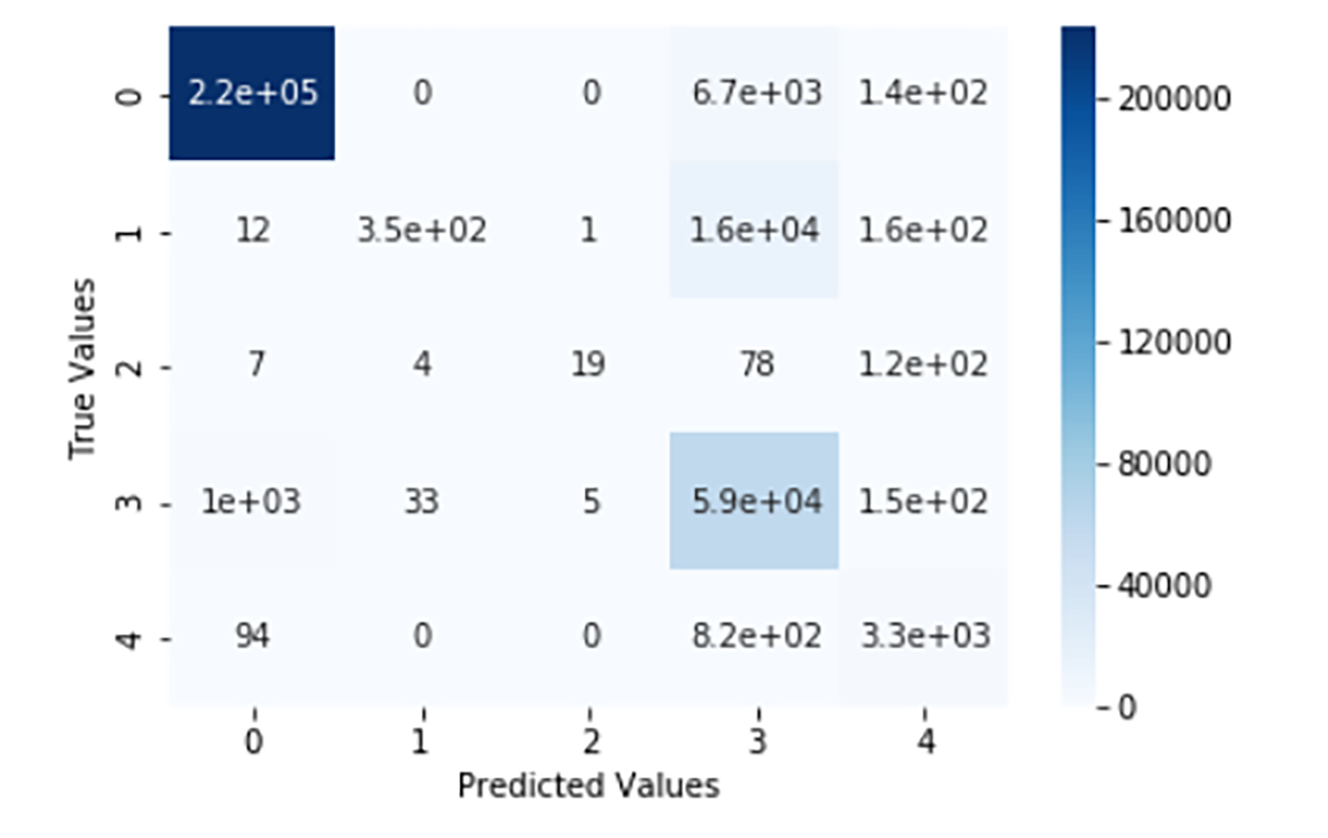 0 2.2e+05 0 0 6.7e+03 1.4e+02
1 12 3.5e+02 1 1.6e+04 1.6e+02
2 7 4 19 78 1.2e+02
3 1e+03 33 5 5.9e+04 1.5e+02
4 94 0 0 8.2e+02 3.3e+03
0 1 2 3 4
Predicted Values
True Values
200000
160000
120000
80000
40000
0